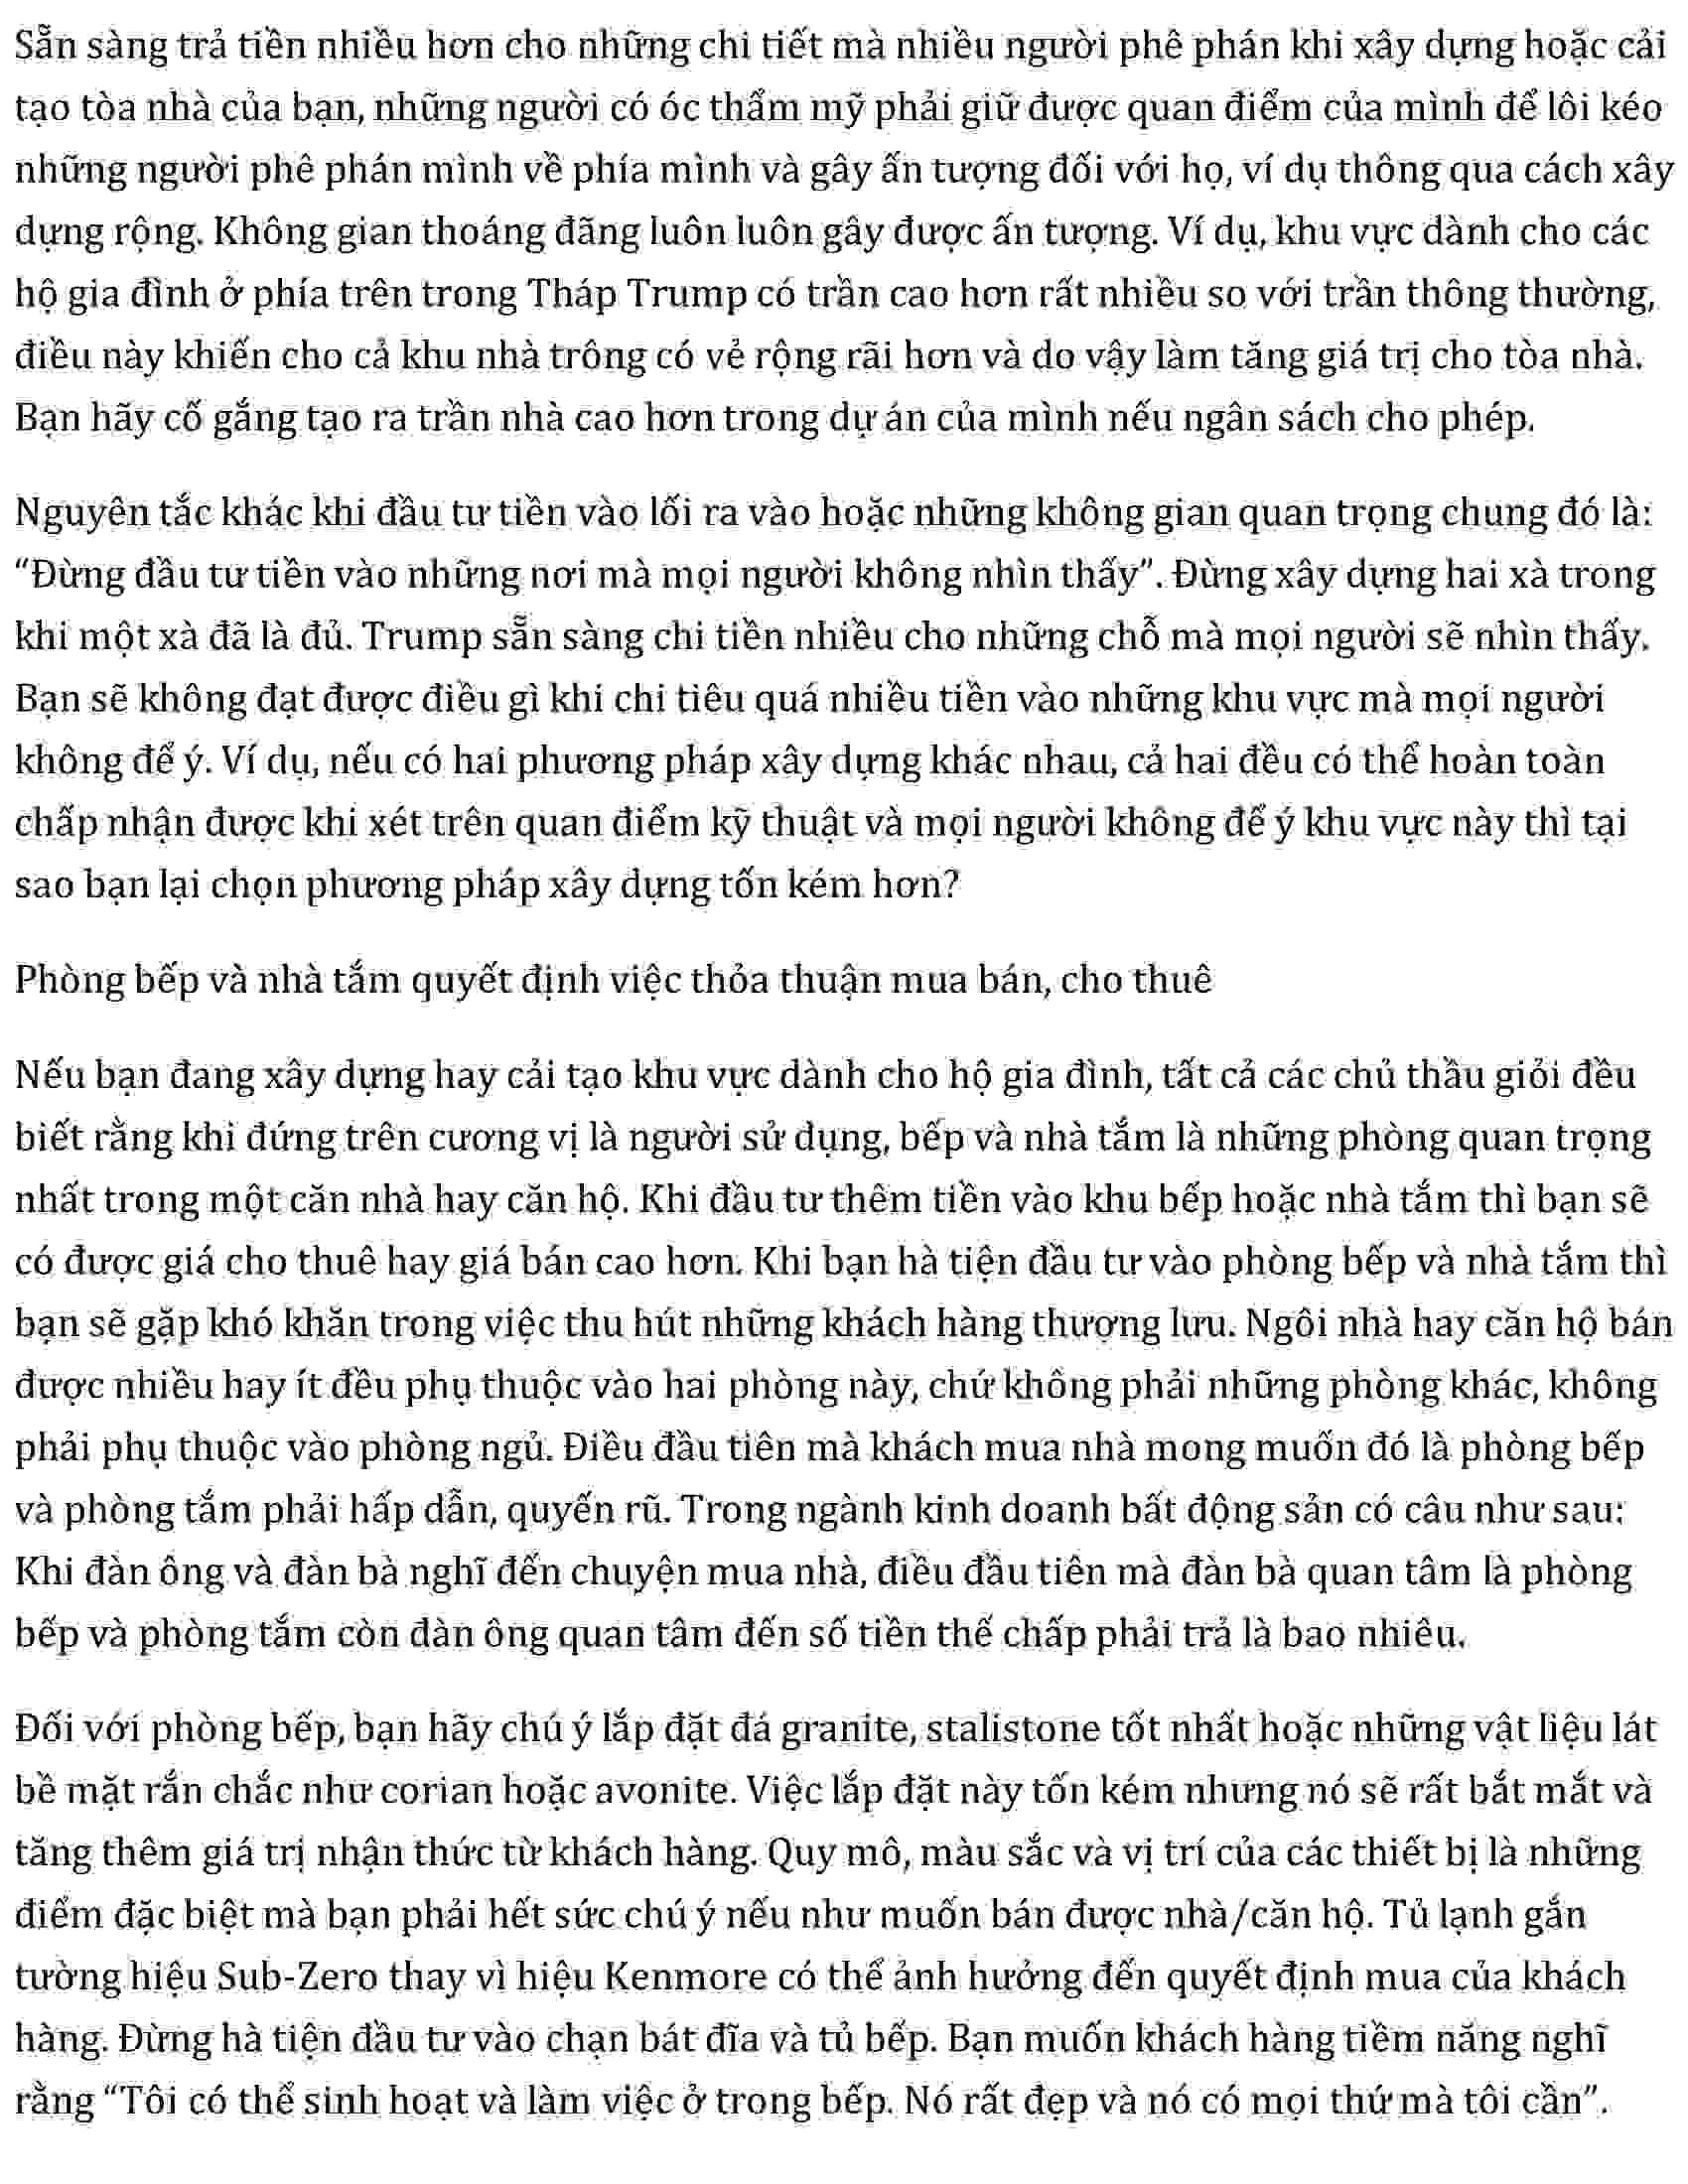 Sẵn sàng trả tiền nhiều hơn cho những chi tiết mà nhiều người phê phán khi xây dựng hoặc cải
tạo tòa nhà của bạn, những người có óc thẩm mỹ phải giữ được quan điểm của mình để lôi kéo
những người phê phán mình về phía mình và gây ấn tượng đối với họ, ví dụ thông qua cách xây
dựng rộng. Không gian thoáng đãng luôn luôn gây được ấn tượng. Ví dụ, khu vực dành cho các
hộ gia đình ở phía trên trong Tháp Trump có trần cao hơn rất nhiều so với trần thông thường,
điều này khiến cho cả khu nhà trông có vẻ rộng rãi hơn và do vậy làm tăng giá trị cho tòa nhà.
Bạn hãy cố gắng tạo ra trần nhà cao hơn trong dự án của mình nếu ngân sách cho phép.
Nguyên tắc khác khi đầu tư tiền vào lối ra vào hoặc những không gian quan trọng chung đó là:
“Đừng đầu tư tiền vào những nơi mà mọi người không nhìn thấy”. Đừng xây dựng hai xà trong
khi một xà đã là đủ. Trump sẵn sàng chi tiền nhiều cho những chỗ mà mọi người sẽ nhìn thấy.
Bạn sẽ không đạt được điều gì khi chi tiêu quá nhiều tiền vào những khu vực mà mọi người
không để ý. Ví dụ, nếu có hai phương pháp xây dựng khác nhau, cả hai đều có thể hoàn toàn
chấp nhận được khi xét trên quan điểm kỹ thuật và mọi người không để ý khu vực này thì tại
sao bạn lại chọn phương pháp xây dựng tốn kém hơn?
Phòng bếp và nhà tắm quyết định việc thỏa thuận mua bán, cho thuê
Nếu bạn đang xây dựng hay cải tạo khu vực dành cho hộ gia đình, tất cả các chủ thầu giỏi đều
biết rằng khi đứng trên cương vị là người sử dụng, bếp và nhà tắm là những phòng quan trọng
nhất trong một căn nhà hay căn hộ. Khi đầu tư thêm tiền vào khu bếp hoặc nhà tắm thì bạn sẽ
có được giá cho thuê hay giá bán cao hơn. Khi bạn hà tiện đầu tư vào phòng bếp và nhà tắm thì
bạn sẽ gặp khó khăn trong việc thu hút những khách hàng thượng lưu. Ngôi nhà hay căn hộ bán
được nhiều hay ít đều phụ thuộc vào hai phòng này, chứ không phải những phòng khác, không
phải phụ thuộc vào phòng ngủ. Điều đầu tiên mà khách mua nhà mong muốn đó là phòng bếp
và phòng tắm phải hấp dẫn, quyến rũ. Trong ngành kinh doanh bất động sản có câu như sau:
Khi đàn ông và đàn bà nghĩ đến chuyện mua nhà, điều đầu tiên mà đàn bà quan tâm là phòng
bếp và phòng tắm còn đàn ông quan tâm đến số tiền thế chấp phải trả là bao nhiêu.
Đối với phòng bếp, bạn hãy chú ý lắp đặt đá granite, stalistone tốt nhất hoặc những vật liệu lát
bề mặt rắn chắc như corian hoặc avonite. Việc lắp đặt này tốn kém nhưng nó sẽ rất bắt mắt và
tăng thêm giá trị nhận thức từ khách hàng. Quy mô, màu sắc và vị trí của các thiết bị là những
điểm đặc biệt mà bạn phải hết sức chú ý nếu như muốn bán được nhà/căn hộ. Tủ lạnh gắn
tường hiệu Sub-Zero thay vì hiệu Kenmore có thể ảnh hưởng đến quyết định mua của khách
hàng. Đừng hà tiện đầu tư vào chạn bát đĩa và tủ bếp. Bạn muốn khách hàng tiềm năng nghĩ
rằng “Tôi có thể sinh hoạt và làm việc ở trong bếp. Nó rất đẹp và nó có mọi thứ mà tôi cần”.